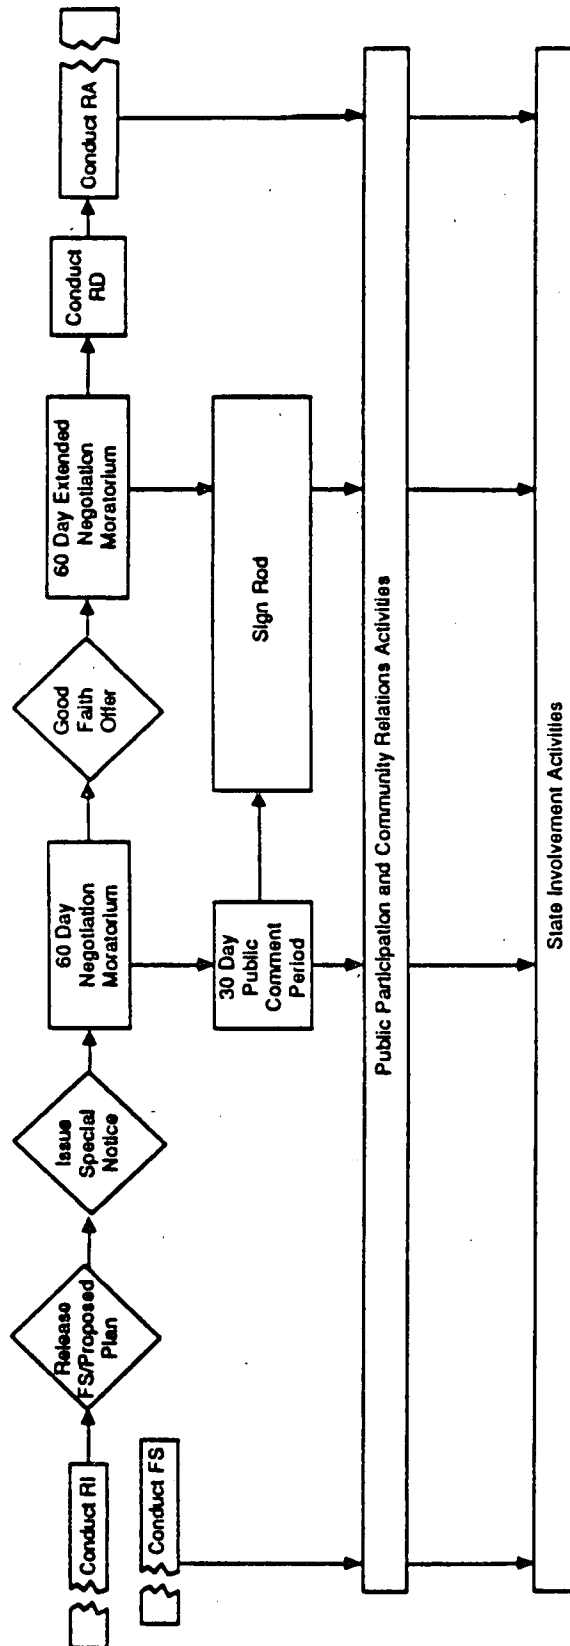 Conduct RI
Conduct FS
Release
FS/Proposed
Plan
Issue
Special
Notice
60 Day
Negotiation
Moratorium
30 Day
Public
Comment
Period
Good
Faith
Offer
60 Day Extended
Negotiation
Moratorium
Sign Rod
Conduct
RD
Conduct RA
Public Participation and Community Relations Activities
State Involvement Activities